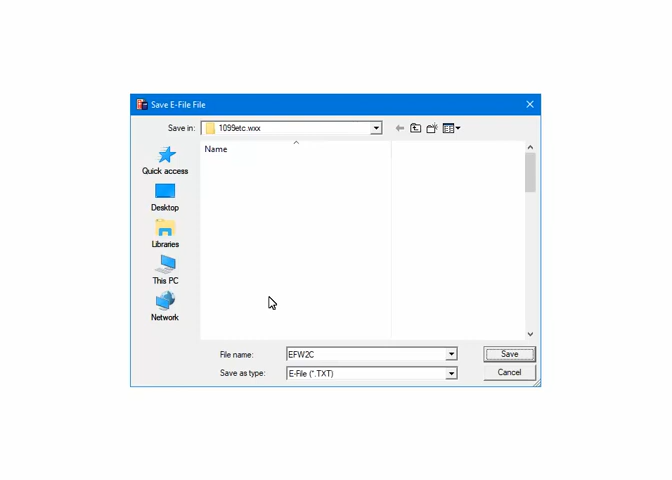 Save E-File File
Save in: 1099etc.wxx
Name
Quick access
Desktop
Libraries
This PC
Network
File name: EFW2C Save
Save as type: E-File (*.TXT) Cancel